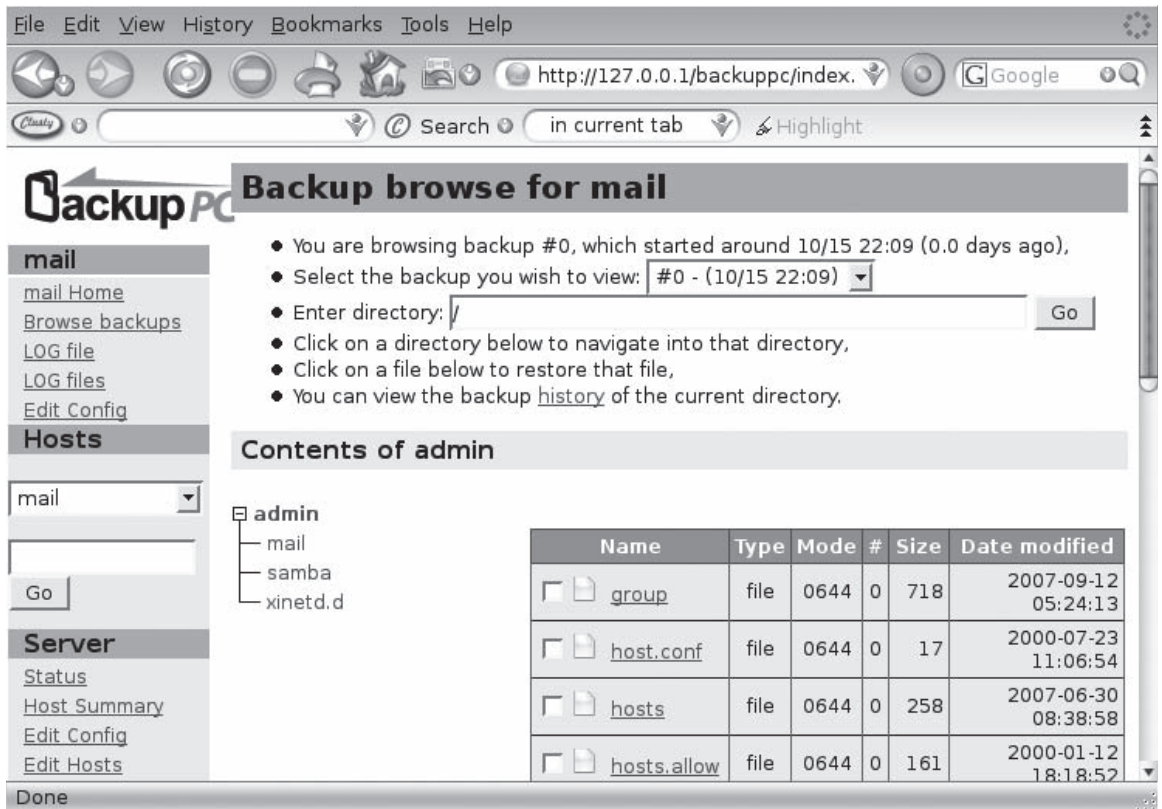 File Edit View History Bookmarks Tools Help
http://127.0.0.1/backuppc/index.
G Google
Clusty
Search
in current tab
Highlight
BackupPC
mail
mail Home
Browse backups
LOG file
LOG files
Edit Config
Hosts
mail
Go
Server
Status
Host Summary
Edit Config
Edit Hosts
Backup browse for mail
You are browsing backup #0, which started around 10/15 22:09 (0.0 days ago),
Select the backup you wish to view: #0 - (10/15 22:09)
Enter directory: / Go
Click on a directory below to navigate into that directory,
Click on a file below to restore that file,
You can view the backup history of the current directory.
Contents of admin
admin
mail
samba
xinetd.d
Name Type Mode # Size Date modified
group file 0644 0 718 2007-09-12 05:24:13
host.conf file 0644 0 17 2000-07-23 11:06:54
hosts file 0644 0 258 2007-06-30 08:38:58
hosts.allow file 0644 0 161 2000-01-12 18:18:52
Done